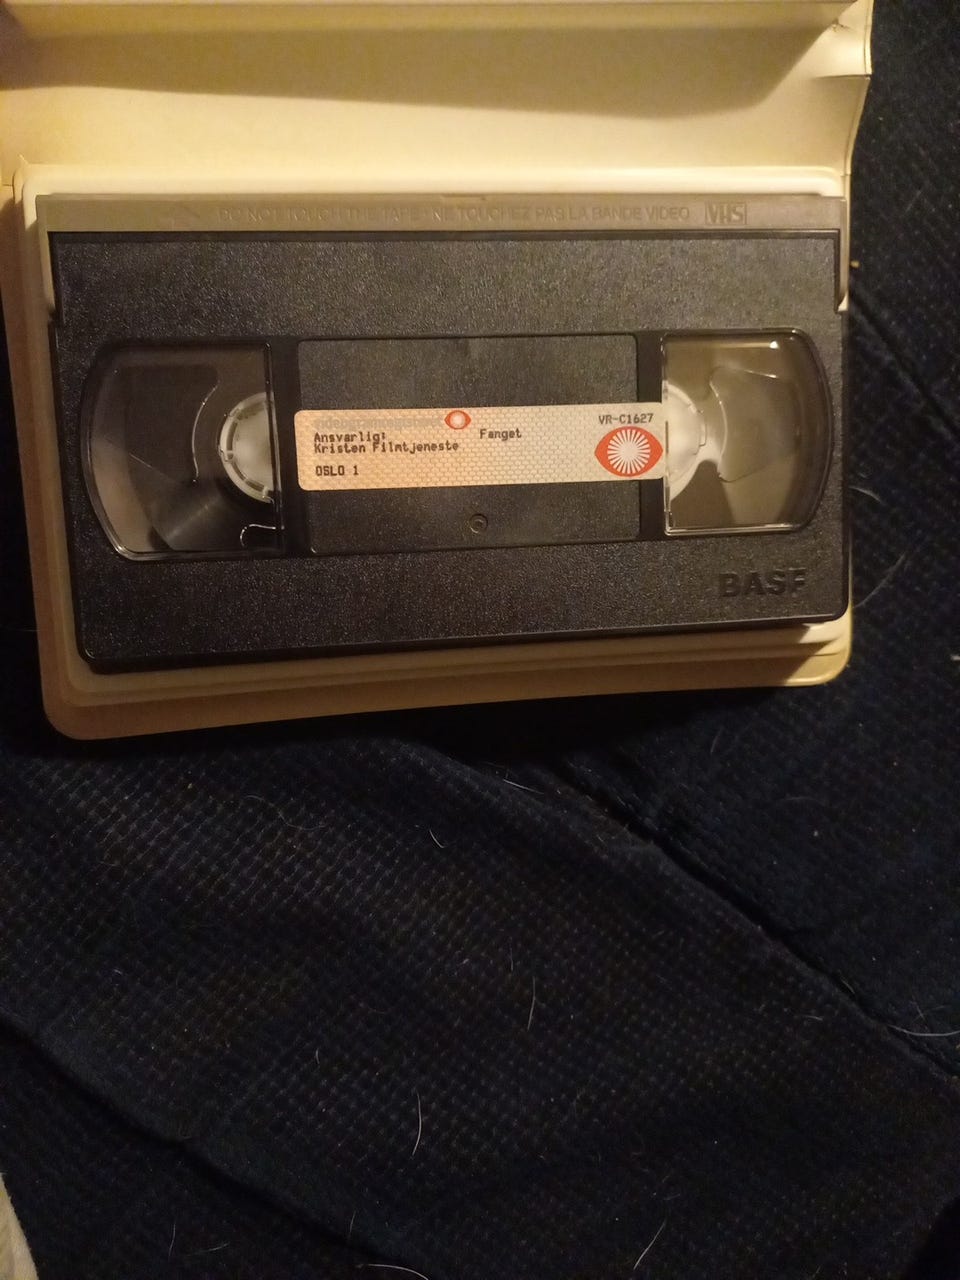 DO NOT TOUCH THE TAPE · NE TOUCHEZ PAS LA BANDE VIDEO VHS
VR-C1627
Ansvarlig: Fanget
Kristen Filmtjeneste
OSLO 1
BASF